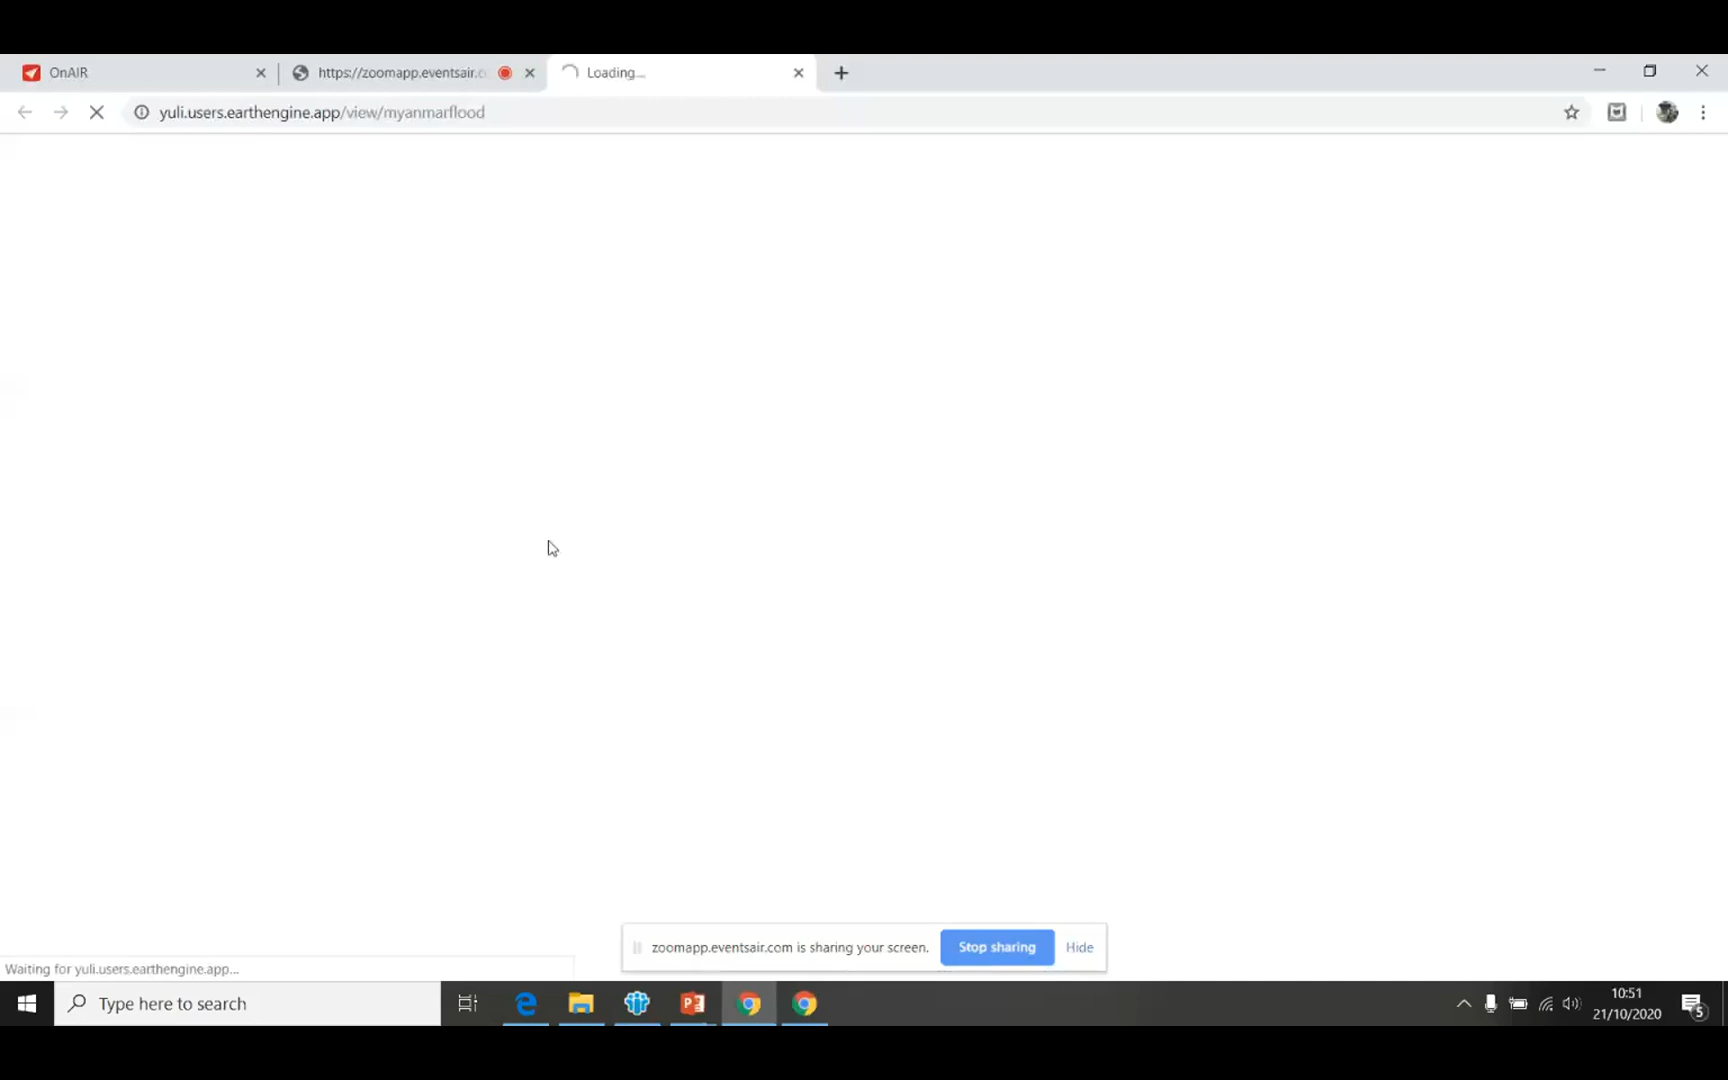 OnAIR
https://zoomapp.eventsair.c
Loading...
yuli.users.earthengine.app/view/myanmarflood
zoomapp.eventsair.com is sharing your screen.
Stop sharing
Hide
Waiting for yuli.users.earthengine.app...
Type here to search
10:51
21/10/2020
5